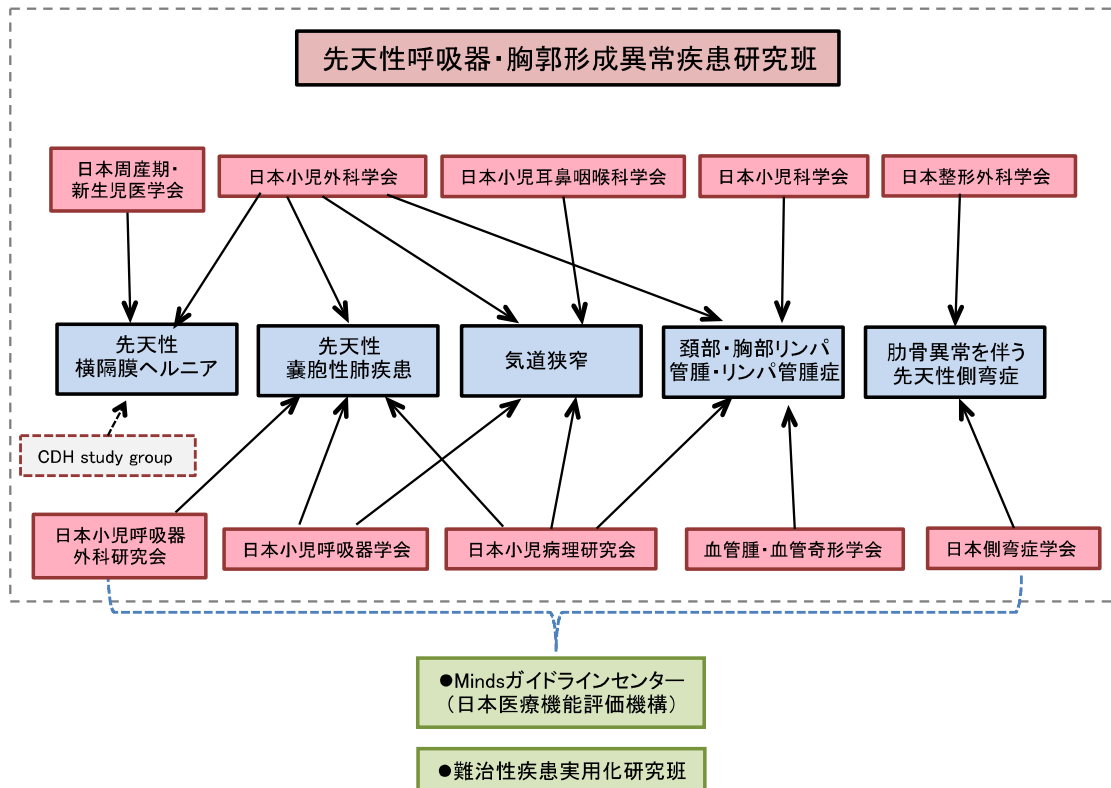 先天性呼吸器・胸郭形成異常疾患研究班
日本周産期・
新生児医学会
日本小児外科学会
日本小児耳鼻咽喉科学会
日本小児科学会
日本整形外科学会
先天性
横隔膜ヘルニア
先天性
嚢胞性肺疾患
気道狭窄
頚部・胸部リンパ
管腫・リンパ管腫症
肋骨異常を伴う
先天性側弯症
CDH study group
日本小児呼吸器
外科研究会
日本小児呼吸器学会
日本小児病理研究会
血管腫・血管奇形学会
日本側弯症学会
●Mindsガイドラインセンター
（日本医療機能評価機構）
●難治性疾患実用化研究班